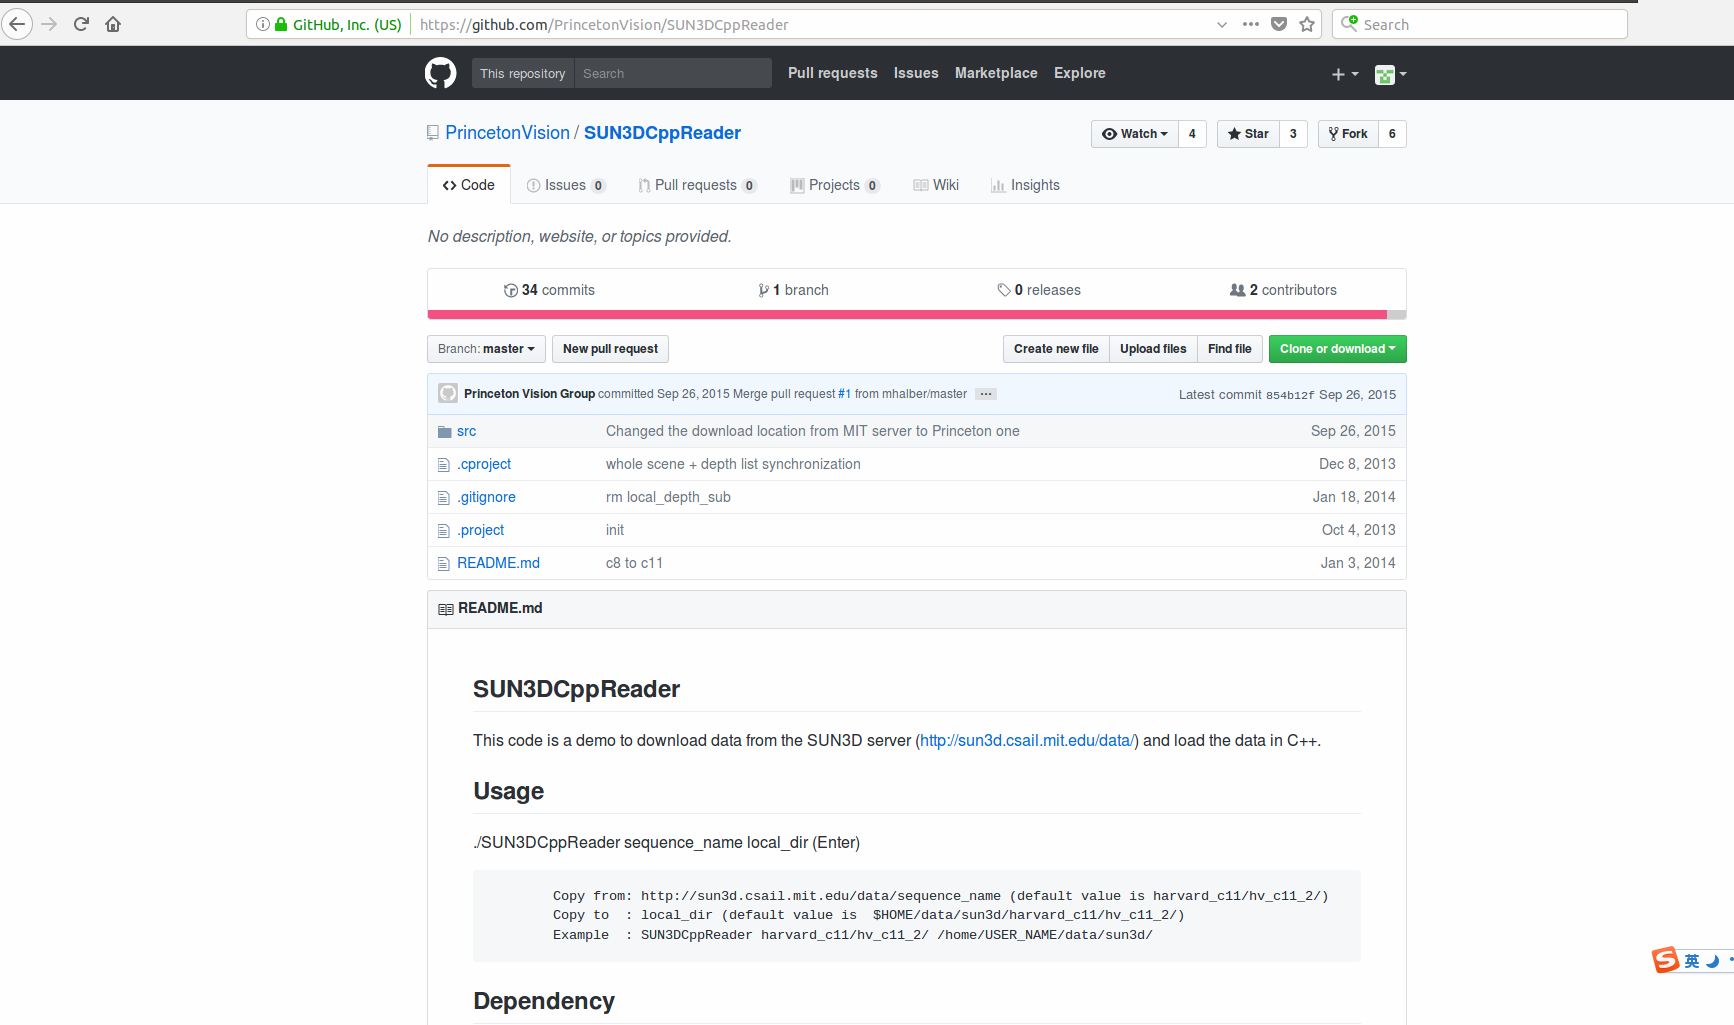 GitHub, Inc. (US) https://github.com/PrincetonVision/SUN3DCppReader Search
This repository Search Pull requests Issues Marketplace Explore
PrincetonVision / SUN3DCppReader Watch 4 Star 3 Fork 6
Code Issues 0 Pull requests 0 Projects 0 Wiki Insights
No description, website, or topics provided.
34 commits 1 branch 0 releases 2 contributors
Branch: master New pull request Create new file Upload files Find file Clone or download
Princeton Vision Group committed Sep 26, 2015 Merge pull request #1 from mhalber/master ... Latest commit 854b12f Sep 26, 2015
src Changed the download location from MIT server to Princeton one Sep 26, 2015
.cproject whole scene + depth list synchronization Dec 8, 2013
.gitignore rm local_depth_sub Jan 18, 2014
.project init Oct 4, 2013
README.md c8 to c11 Jan 3, 2014
README.md
SUN3DCppReader
This code is a demo to download data from the SUN3D server (http://sun3d.csail.mit.edu/data/) and load the data in C++.
Usage
./SUN3DCppReader sequence_name local_dir (Enter)
Copy from: http://sun3d.csail.mit.edu/data/sequence_name (default value is harvard_c11/hv_c11_2/)
Copy to  : local_dir (default value is  $HOME/data/sun3d/harvard_c11/hv_c11_2/)
Example  : SUN3DCppReader harvard_c11/hv_c11_2/ /home/USER_NAME/data/sun3d/
S 英
Dependency